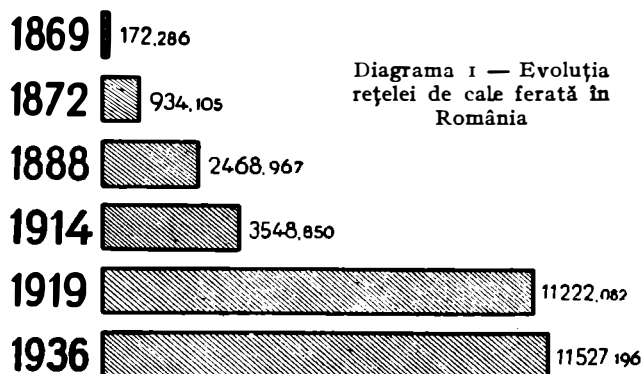 1869 172.286
Diagrama 1 — Evoluția
rețelei de cale ferată în
România
1872 934.105
1888 2468.967
1914 3548.850
1919 11222.082
1936 11527 196